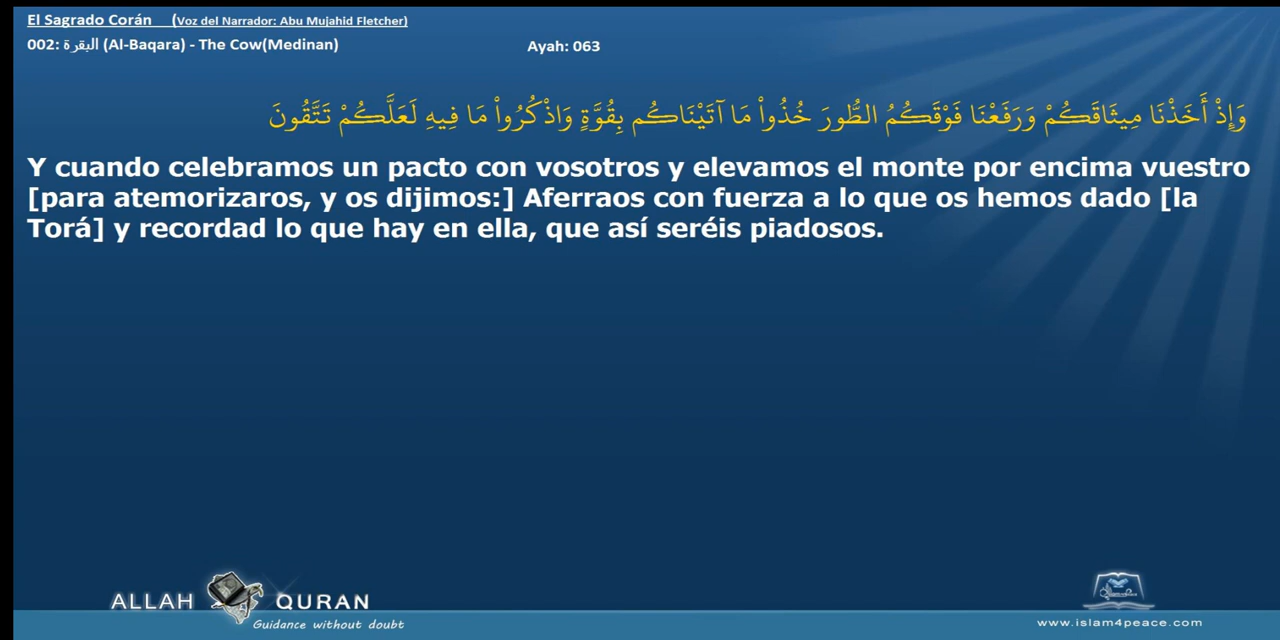 El Sagrado Corán (Voz del Narrador: Abu Mujahid Fletcher)
002: البقرة (Al-Baqara) - The Cow(Medinan) Ayah: 063
وَإِذْ أَخَذْنَا مِيثَاقَكُمْ وَرَفَعْنَا فَوْقَكُمُ الطُّورَ خُذُواْ مَا آتَيْنَاكُم بِقُوَّةٍ وَاذْكُرُواْ مَا فِيهِ لَعَلَّكُمْ تَتَّقُونَ
Y cuando celebramos un pacto con vosotros y elevamos el monte por encima vuestro
[para atemorizaros, y os dijimos:] Aferraos con fuerza a lo que os hemos dado [la
Torá] y recordad lo que hay en ella, que así seréis piadosos.
ALLAH QURAN
Guidance without doubt
www.islam4peace.com